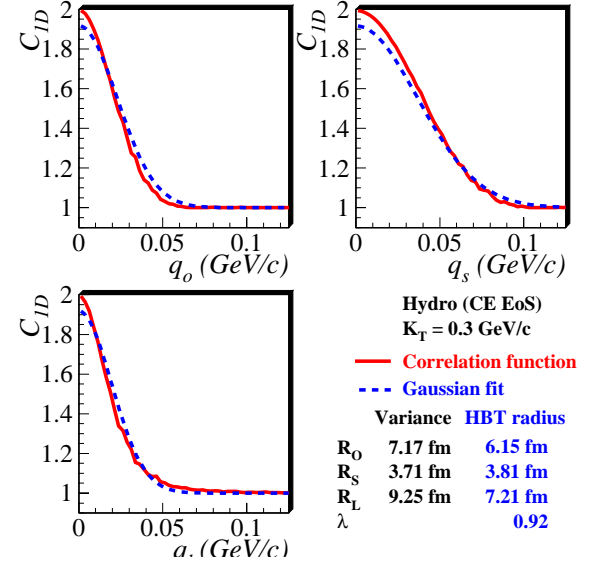 C1D
2
1.8
1.6
1.4
1.2
1
0 0.05 0.1
qo (GeV/c)
C1D
2
1.8
1.6
1.4
1.2
1
0 0.05 0.1
qs (GeV/c)
C1D
2
1.8
1.6
1.4
1.2
1
0 0.05 0.1
(GeV/c)
Hydro (CE EoS)
KT = 0.3 GeV/c
Correlation function
Gaussian fit
Variance HBT radius
RO 7.17 fm 6.15 fm
RS 3.71 fm 3.81 fm
RL 9.25 fm 7.21 fm
λ 0.92